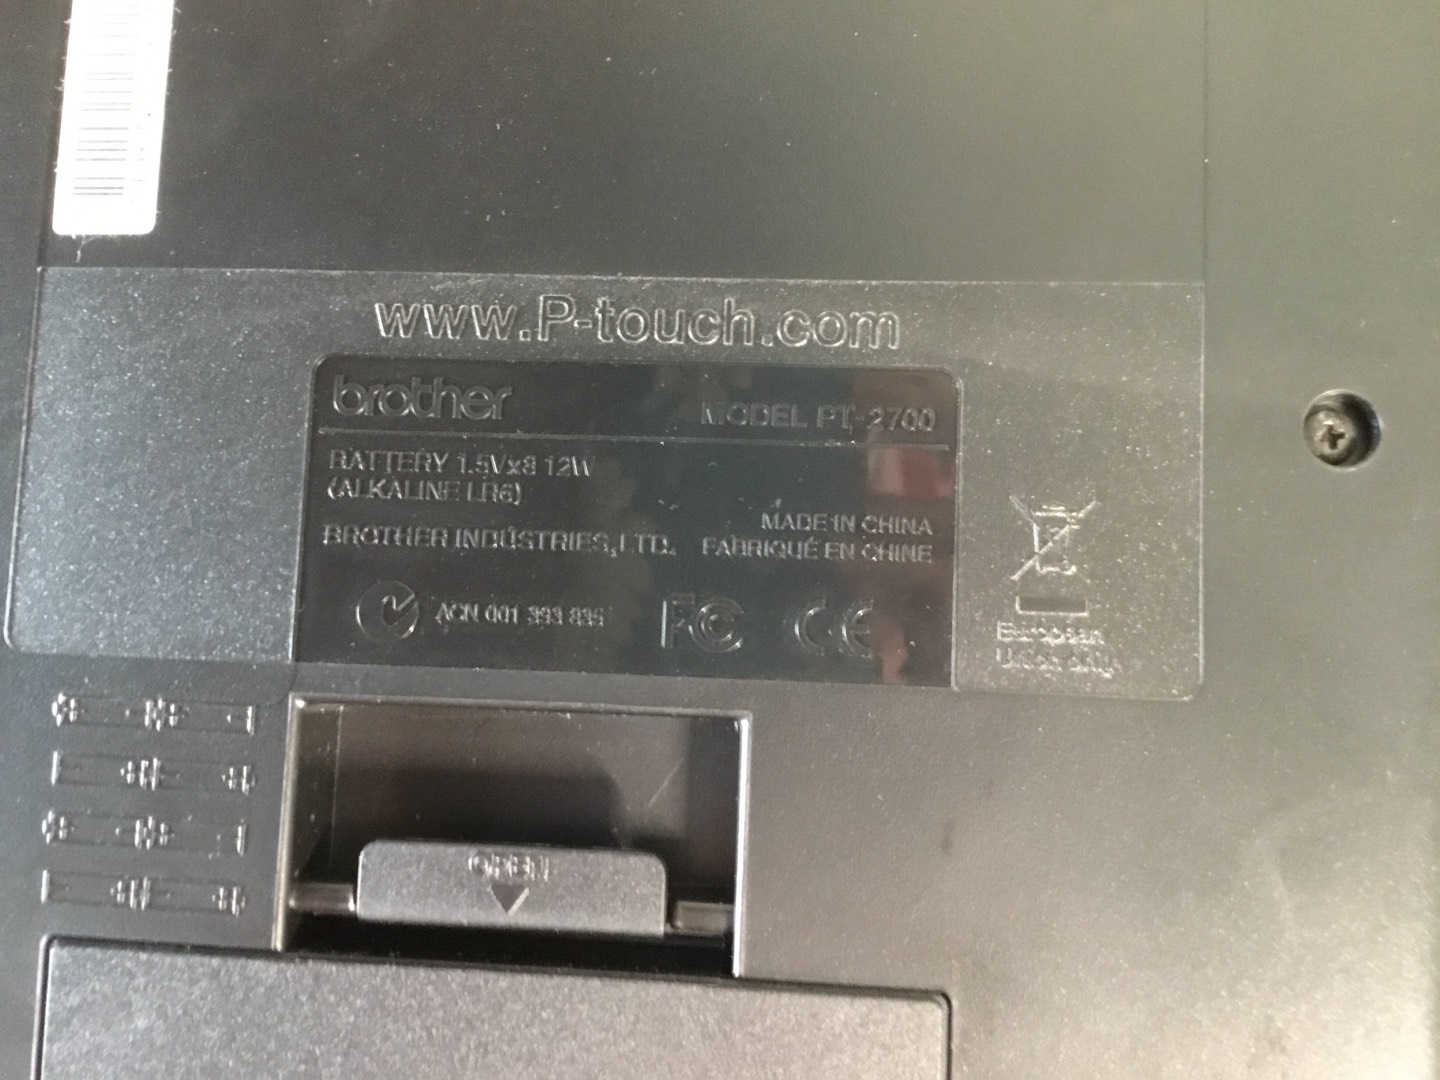 www.P-touch.com
brother MODEL PT-2700
BATTERY 1.5Vx8 12W
(ALKALINE LR6)
BROTHER INDUSTRIES,LTD.
MADE IN CHINA
FABRIQUÉ EN CHINE
ACN 001 393 835
FC CE
European
Union only
OPEN